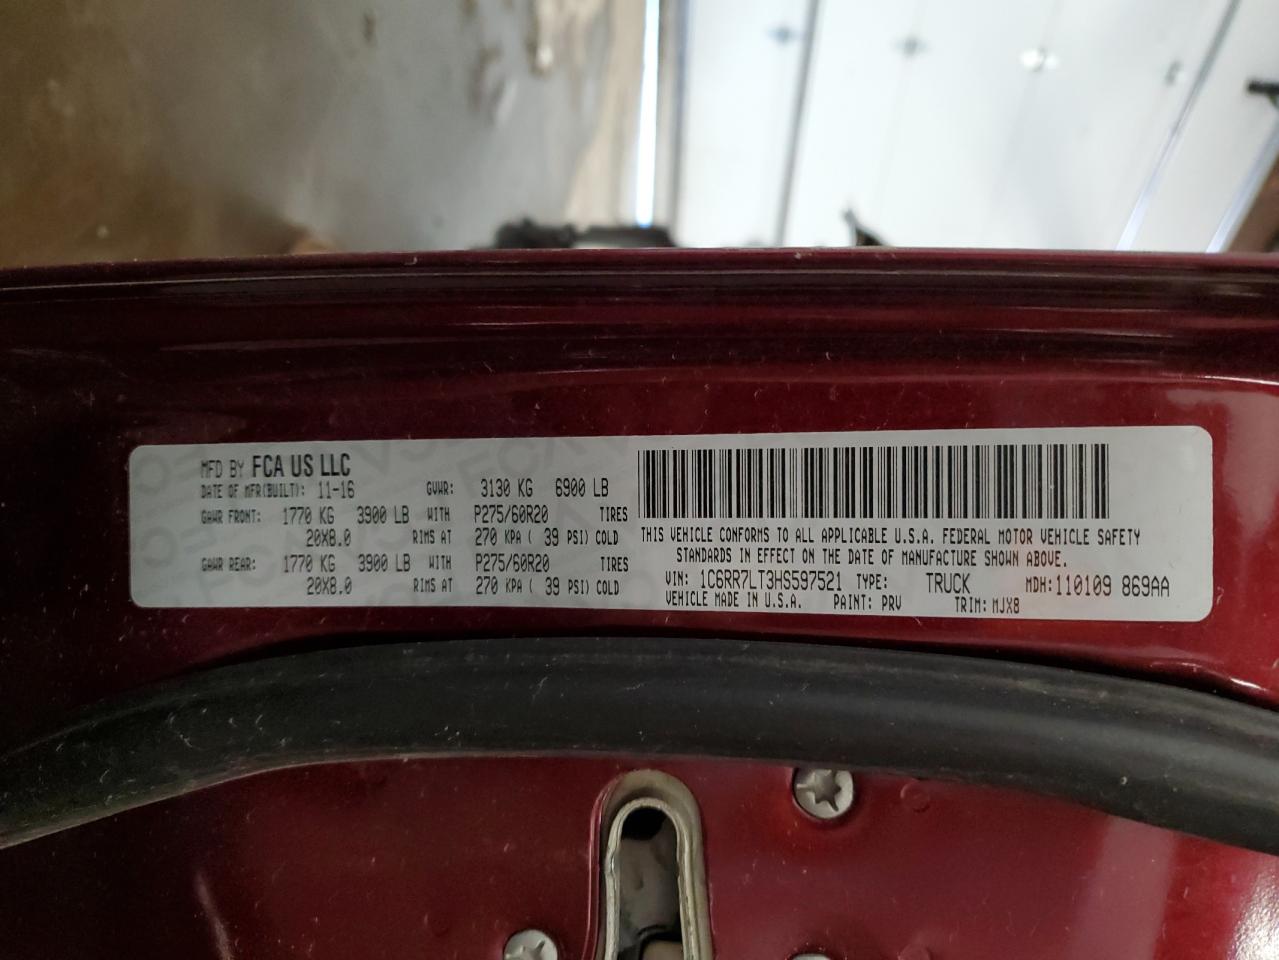 MFD BY FCA US LLC
DATE OF MFR(BUILT): 11-16 GVWR: 3130 KG 6900 LB
GAWR FRONT: 1770 KG 3900 LB WITH P275/60R20 TIRES
20X8.0 RIMS AT 270 KPA ( 39 PSI) COLD
GAWR REAR: 1770 KG 3900 LB WITH P275/60R20 TIRES
20X8.0 RIMS AT 270 KPA ( 39 PSI) COLD
THIS VEHICLE CONFORMS TO ALL APPLICABLE U.S.A. FEDERAL MOTOR VEHICLE SAFETY
STANDARDS IN EFFECT ON THE DATE OF MANUFACTURE SHOWN ABOVE.
VIN: 1C6RR7LT3HS597521 TYPE: TRUCK MDH: 110109 869AA
VEHICLE MADE IN U.S.A. PAINT: PRV TRIM: MJX8